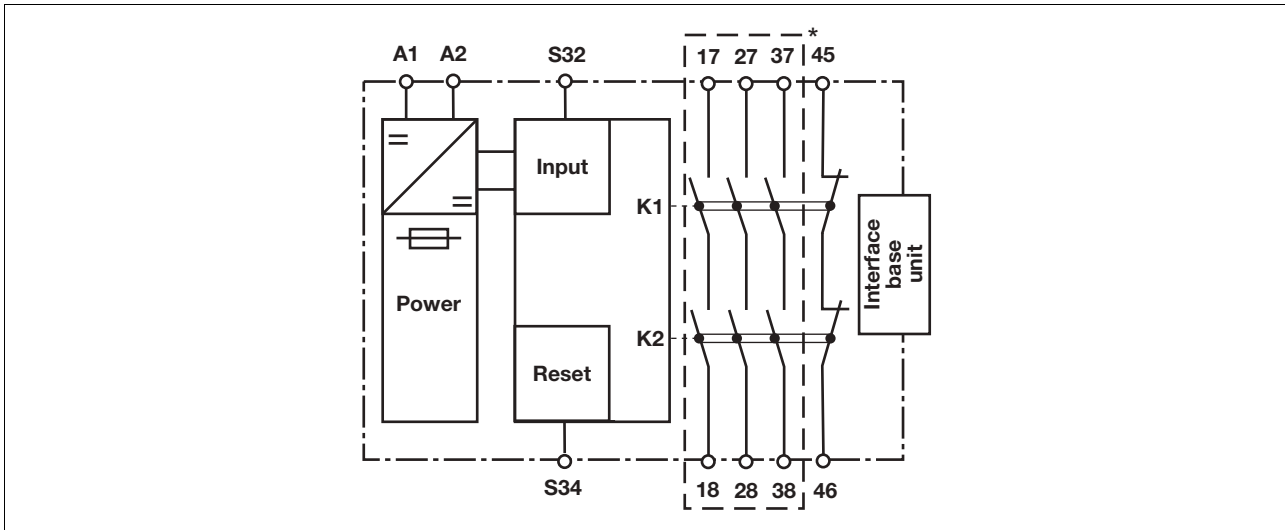 A1 A2 S32 17 27 37 * 45
Input
K1
Interface
base
unit
Power
K2
Reset
S34 18 28 38 46